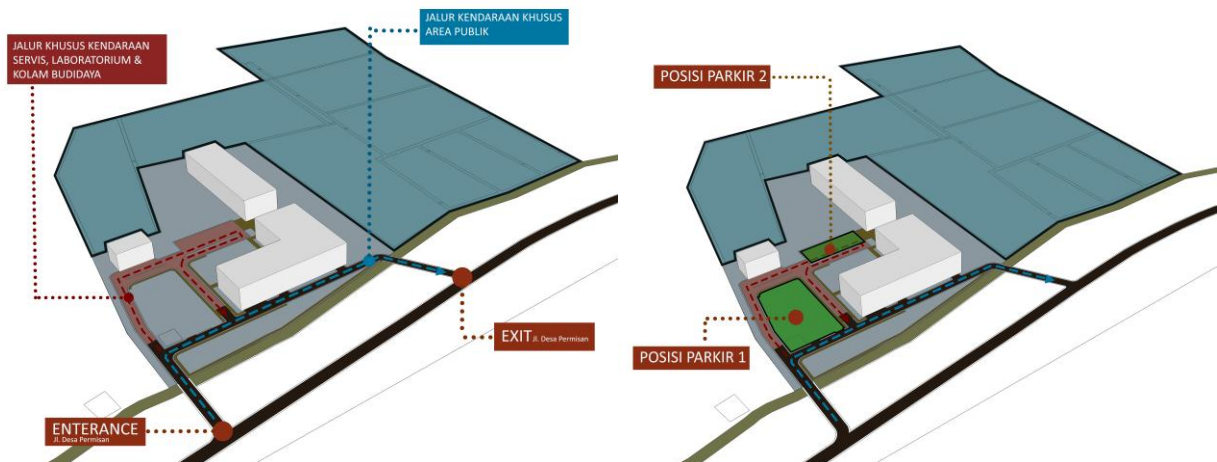 JALUR KHUSUS KENDARAAN
SERVIS, LABORATORIUM &
KOLAM BUDIDAYA
JALUR KENDARAAN KHUSUS
AREA PUBLIK
EXIT Jl. Desa Permisan
ENTERANCE
Jl. Desa Permisan
POSISI PARKIR 2
POSISI PARKIR 1